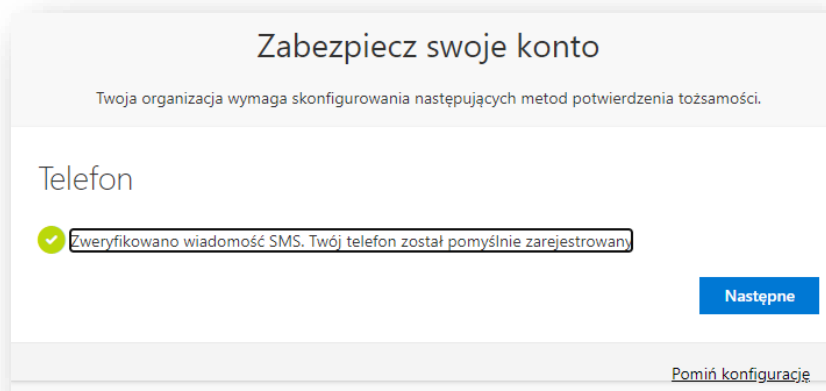 Zabezpiecz swoje konto
Twoja organizacja wymaga skonfigurowania następujących metod potwierdzenia tożsamości.
Telefon
Zweryfikowano wiadomość SMS. Twój telefon został pomyślnie zarejestrowany
Następne
Pomiń konfigurację